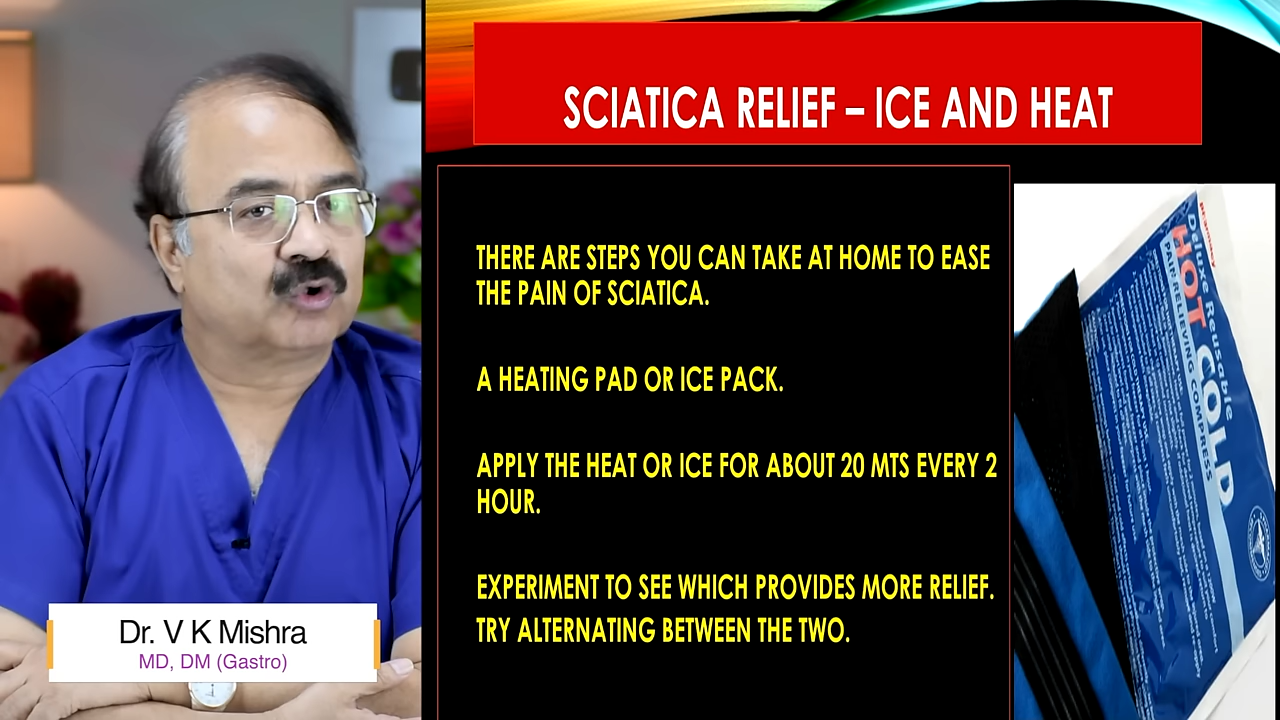 SCIATICA RELIEF – ICE AND HEAT
THERE ARE STEPS YOU CAN TAKE AT HOME TO EASE
THE PAIN OF SCIATICA.
A HEATING PAD OR ICE PACK.
APPLY THE HEAT OR ICE FOR ABOUT 20 MTS EVERY 2
HOUR.
EXPERIMENT TO SEE WHICH PROVIDES MORE RELIEF.
TRY ALTERNATING BETWEEN THE TWO.
Deluxe Reusable
HOT COLD
PAIN RELIEVING COMPRESS
Dr. V K Mishra
MD, DM (Gastro)